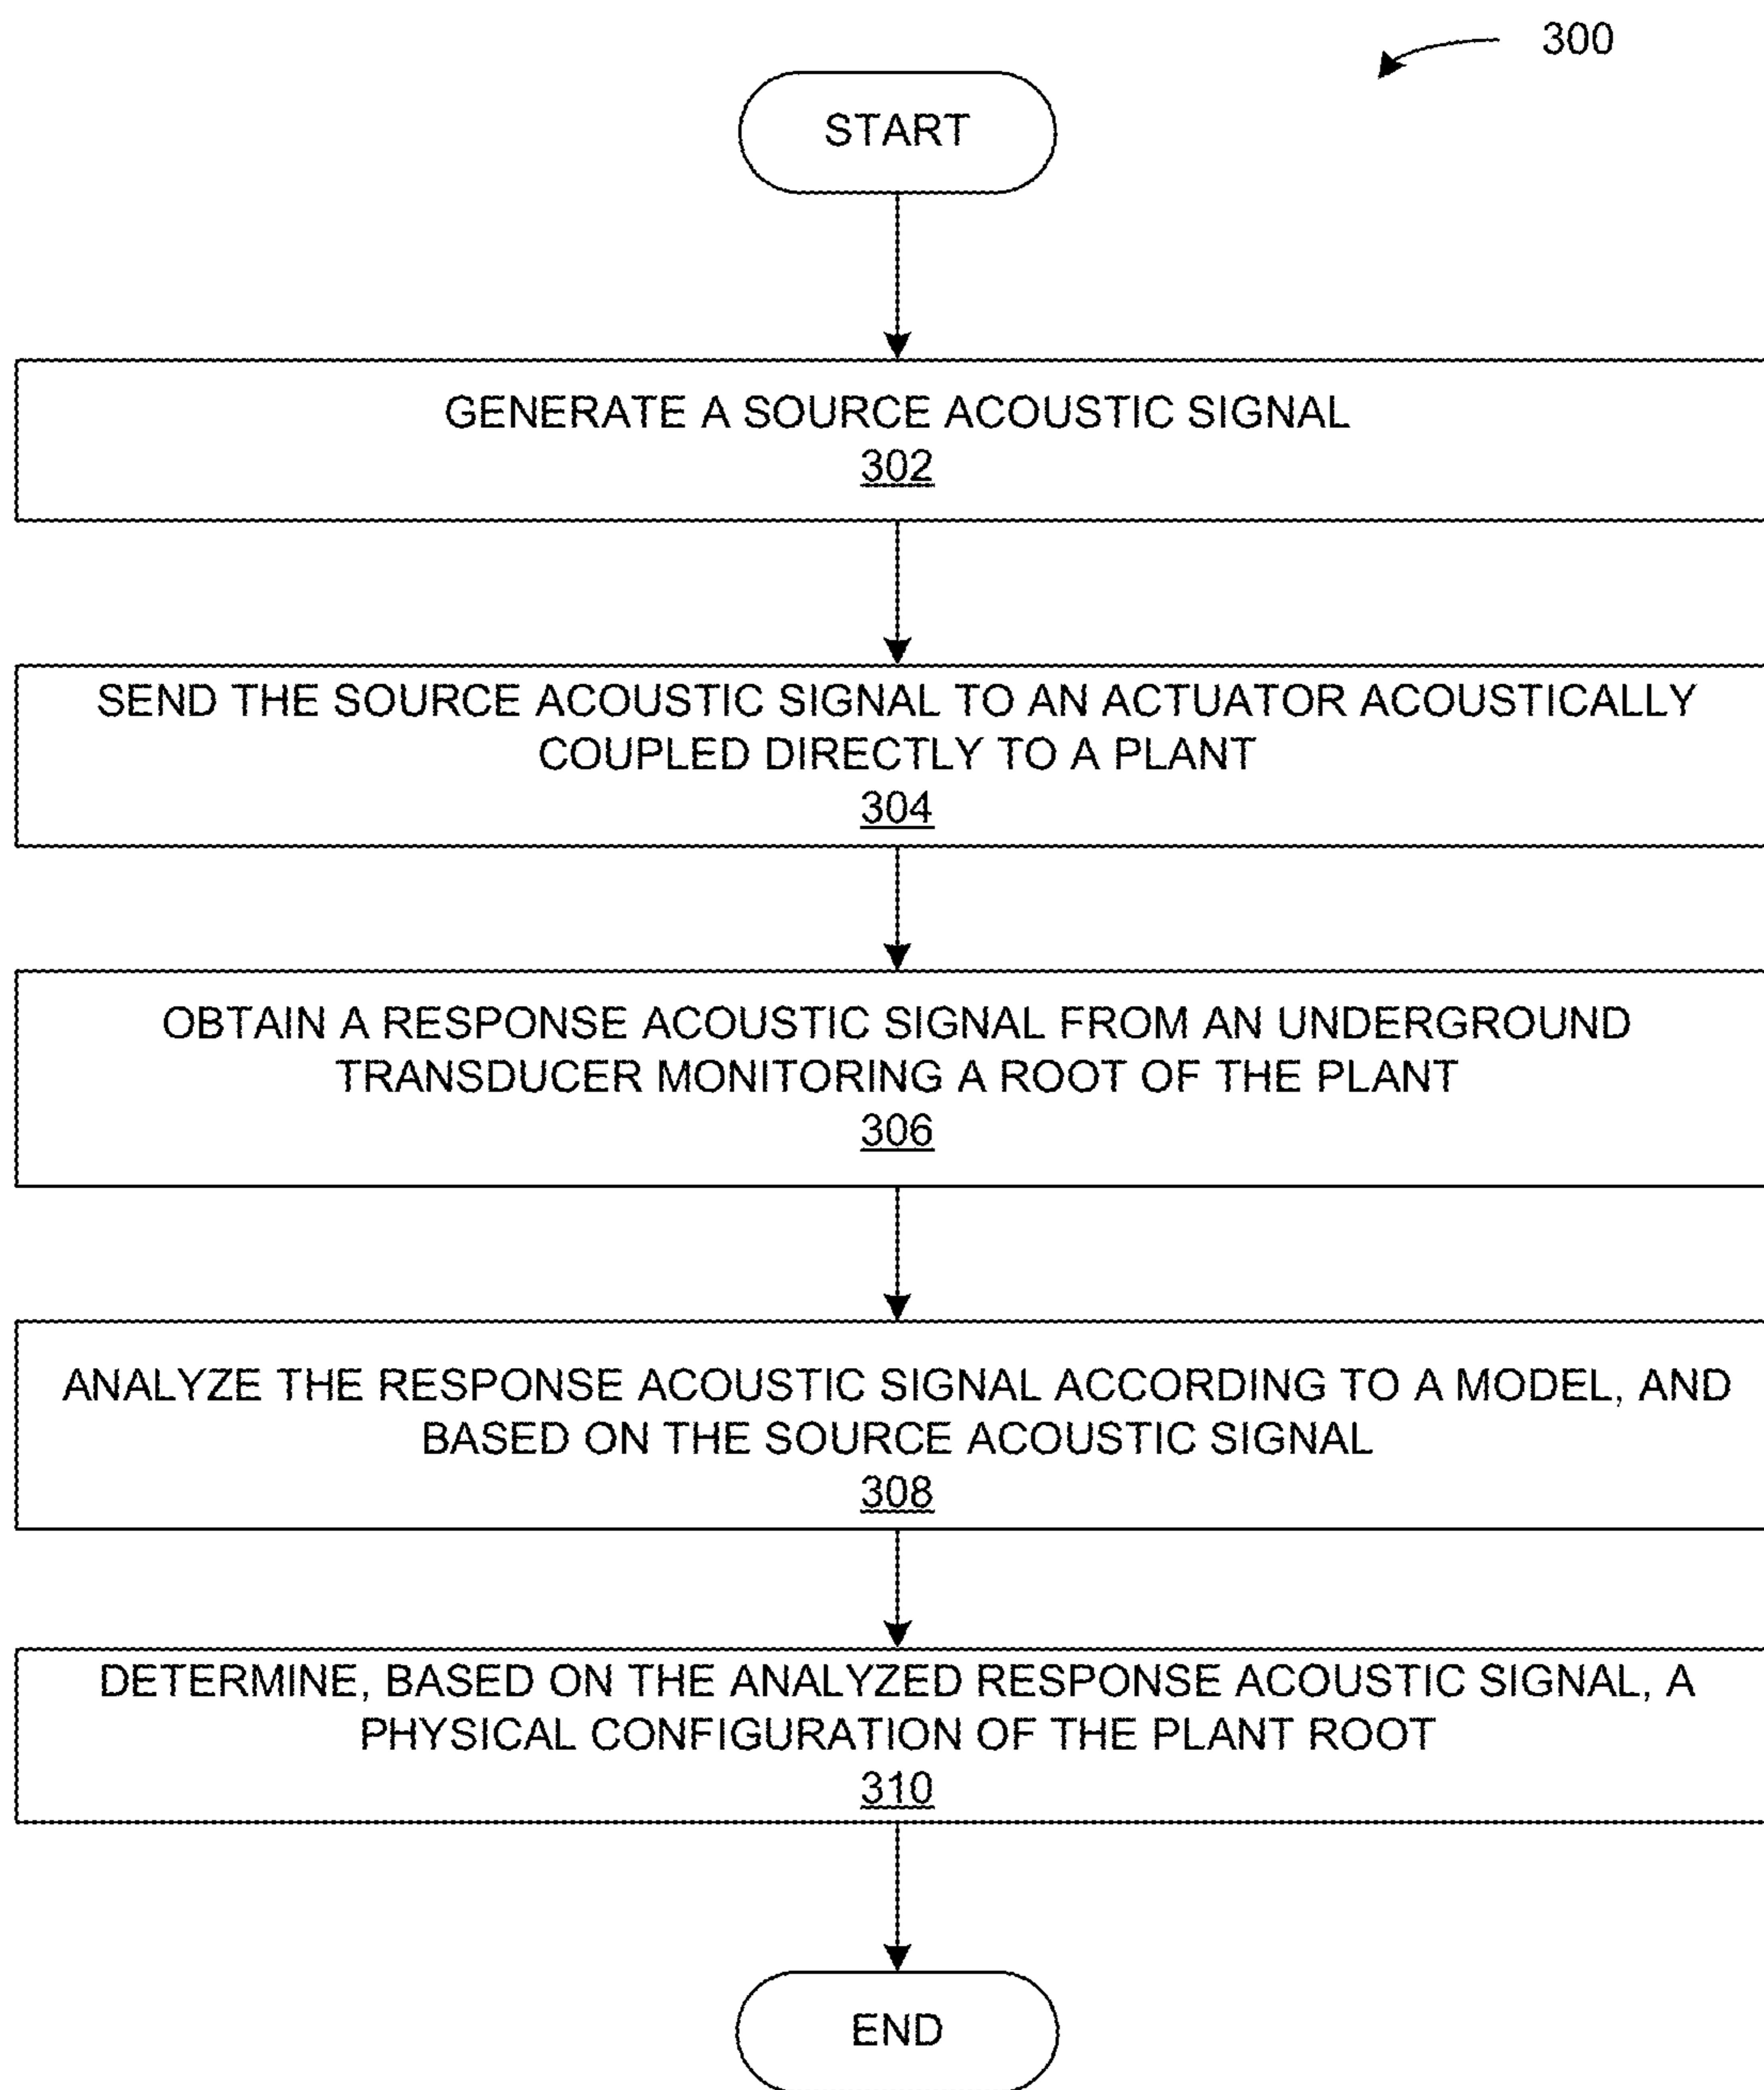 300
START
GENERATE A SOURCE ACOUSTIC SIGNAL
302
SEND THE SOURCE ACOUSTIC SIGNAL TO AN ACTUATOR ACOUSTICALLY
COUPLED DIRECTLY TO A PLANT
304
OBTAIN A RESPONSE ACOUSTIC SIGNAL FROM AN UNDERGROUND
TRANSDUCER MONITORING A ROOT OF THE PLANT
306
ANALYZE THE RESPONSE ACOUSTIC SIGNAL ACCORDING TO A MODEL, AND
BASED ON THE SOURCE ACOUSTIC SIGNAL
308
DETERMINE, BASED ON THE ANALYZED RESPONSE ACOUSTIC SIGNAL, A
PHYSICAL CONFIGURATION OF THE PLANT ROOT
310
END